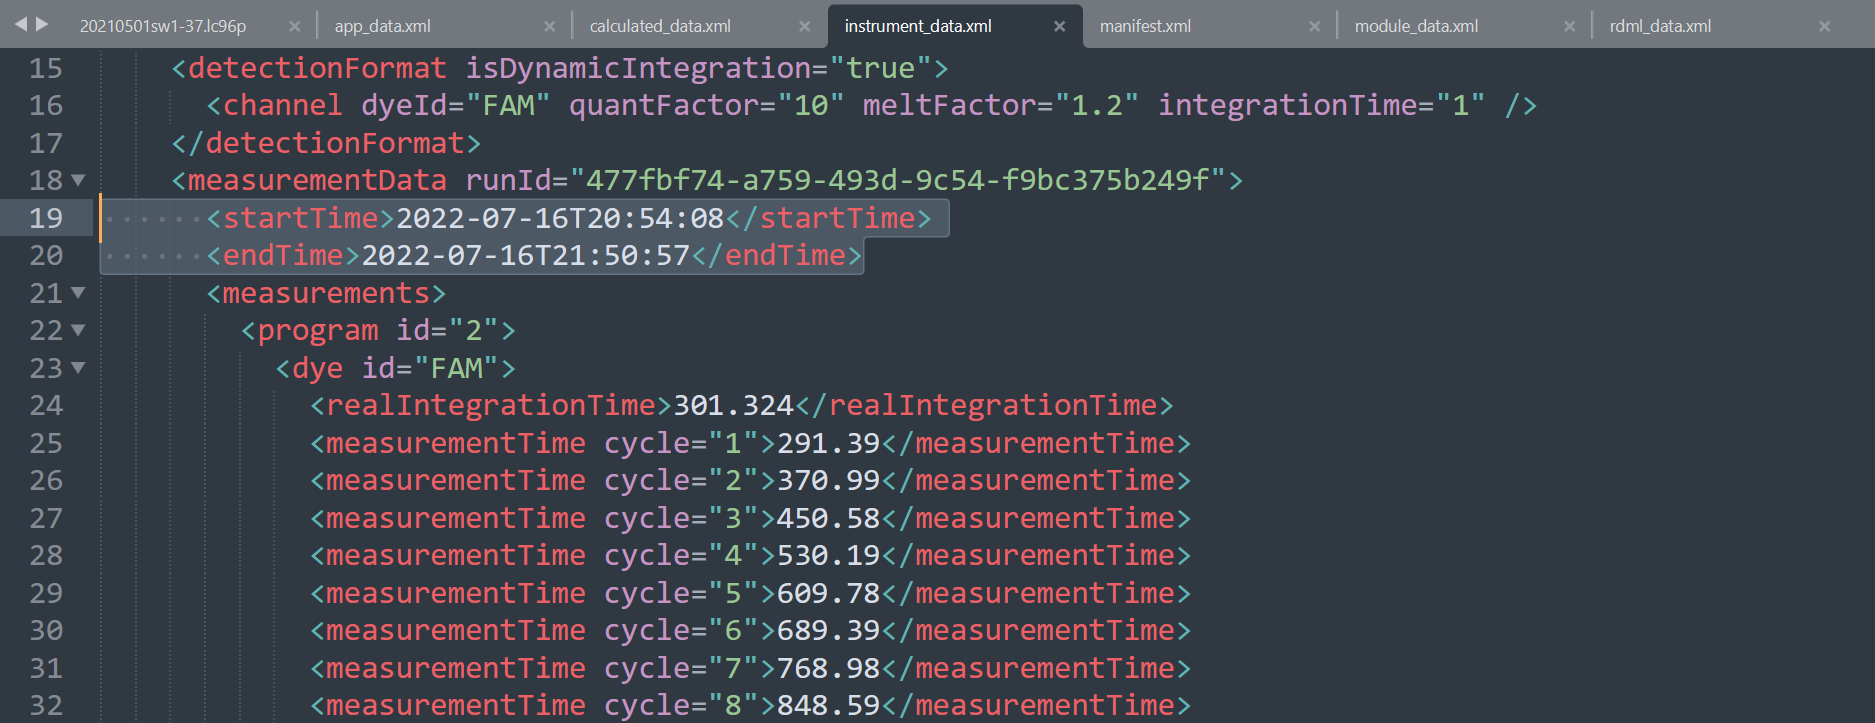 20210501sw1-37.lc96p × app_data.xml × calculated_data.xml × instrument_data.xml × manifest.xml × module_data.xml × rdml_data.xml ×
15 <detectionFormat isDynamicIntegration="true">
16 <channel dyeId="FAM" quantFactor="10" meltFactor="1.2" integrationTime="1" />
17 </detectionFormat>
18 <measurementData runId="477fbf74-a759-493d-9c54-f9bc375b249f">
19 <startTime>2022-07-16T20:54:08</startTime>
20 <endTime>2022-07-16T21:50:57</endTime>
21 <measurements>
22 <program id="2">
23 <dye id="FAM">
24 <realIntegrationTime>301.324</realIntegrationTime>
25 <measurementTime cycle="1">291.39</measurementTime>
26 <measurementTime cycle="2">370.99</measurementTime>
27 <measurementTime cycle="3">450.58</measurementTime>
28 <measurementTime cycle="4">530.19</measurementTime>
29 <measurementTime cycle="5">609.78</measurementTime>
30 <measurementTime cycle="6">689.39</measurementTime>
31 <measurementTime cycle="7">768.98</measurementTime>
32 <measurementTime cycle="8">848.59</measurementTime>